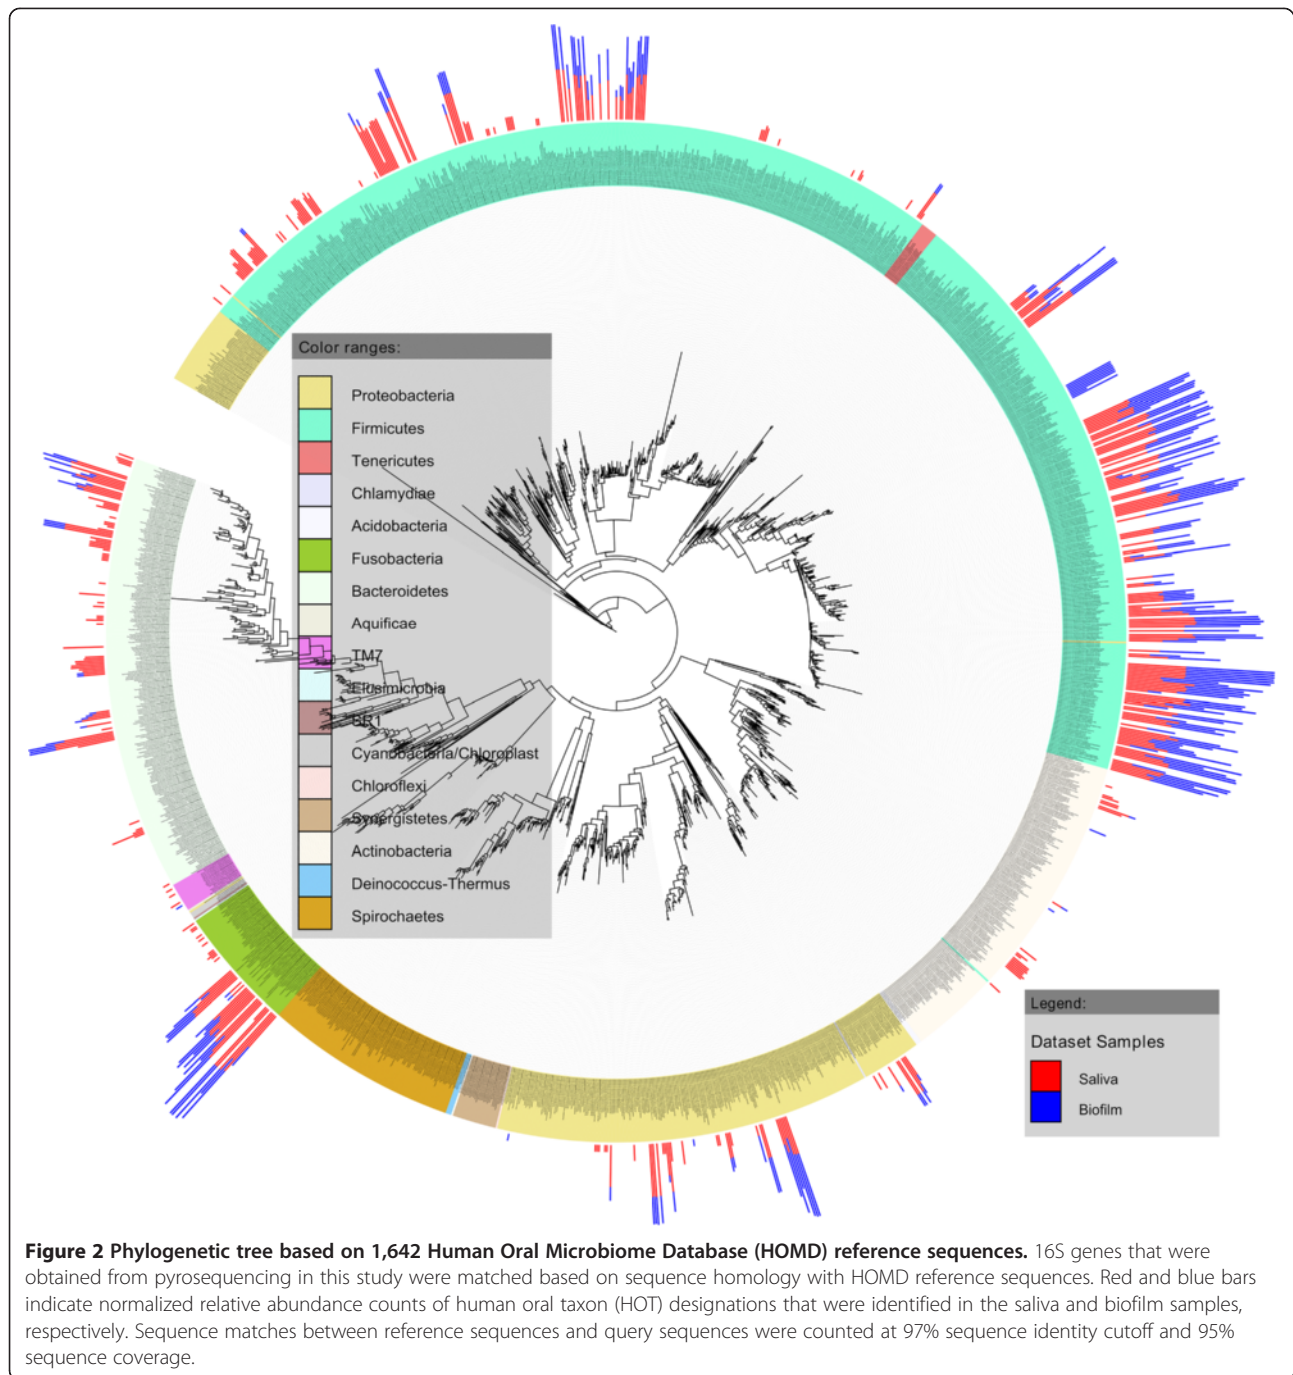 Color ranges:
Proteobacteria
Firmicutes
Tenericutes
Chlamydiae
Acidobacteria
Fusobacteria
Bacteroidetes
Aquificae
TM7
Elusimicrobia
SR1
Cyanobacteria/Chloroplast
Chloroflexi
Synergistetes
Actinobacteria
Deinococcus-Thermus
Spirochaetes
Legend:
Dataset Samples
Saliva
Biofilm
Figure 2 Phylogenetic tree based on 1,642 Human Oral Microbiome Database (HOMD) reference sequences. 16S genes that were
obtained from pyrosequencing in this study were matched based on sequence homology with HOMD reference sequences. Red and blue bars
indicate normalized relative abundance counts of human oral taxon (HOT) designations that were identified in the saliva and biofilm samples,
respectively. Sequence matches between reference sequences and query sequences were counted at 97% sequence identity cutoff and 95%
sequence coverage.